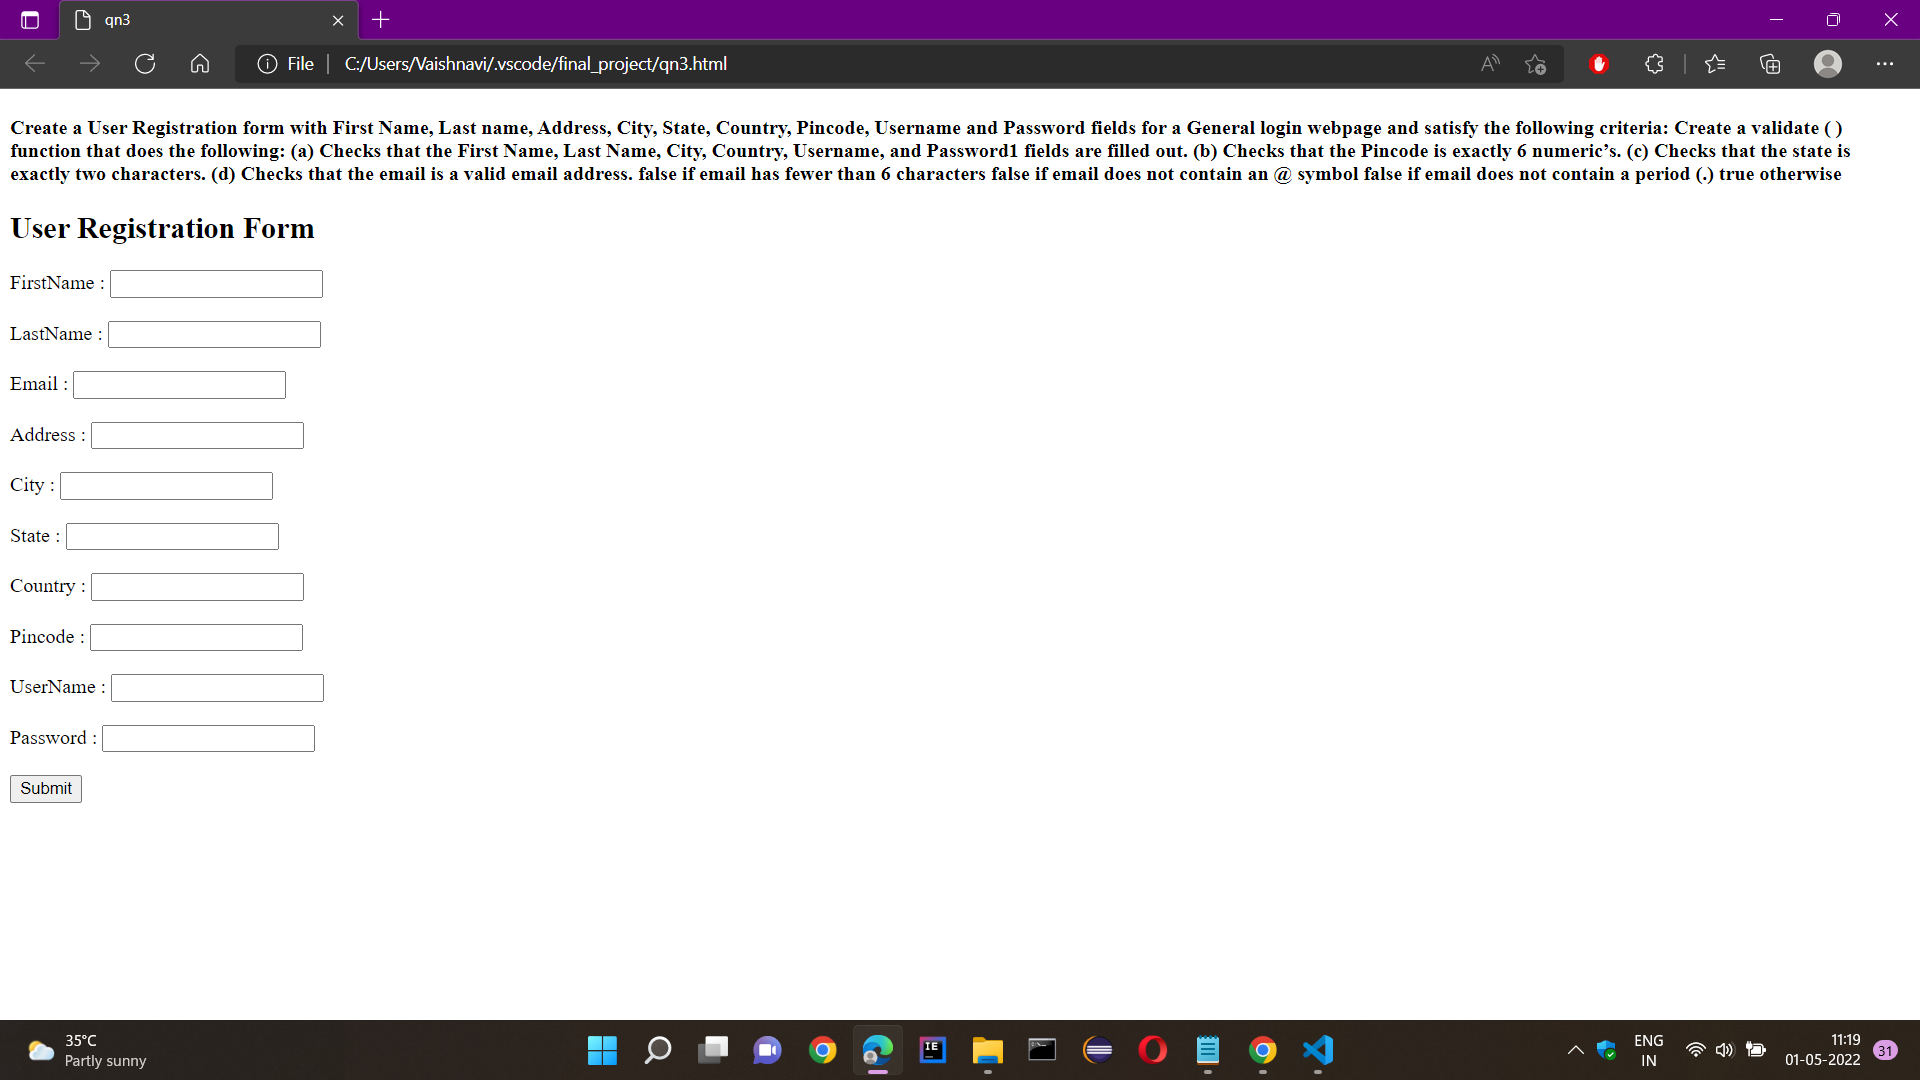 qn3
File
C:/Users/Vaishnavi/.vscode/final_project/qn3.html
Create a User Registration form with First Name, Last name, Address, City, State, Country, Pincode, Username and Password fields for a General login webpage and satisfy the following criteria: Create a validate ( )
function that does the following: (a) Checks that the First Name, Last Name, City, Country, Username, and Password1 fields are filled out. (b) Checks that the Pincode is exactly 6 numeric’s. (c) Checks that the state is
exactly two characters. (d) Checks that the email is a valid email address. false if email has fewer than 6 characters false if email does not contain an @ symbol false if email does not contain a period (.) true otherwise
User Registration Form
FirstName :
LastName :
Email :
Address :
City :
State :
Country :
Pincode :
UserName :
Password :
Submit
35°C
Partly sunny
IE
ENG
IN
11:19
01-05-2022
31